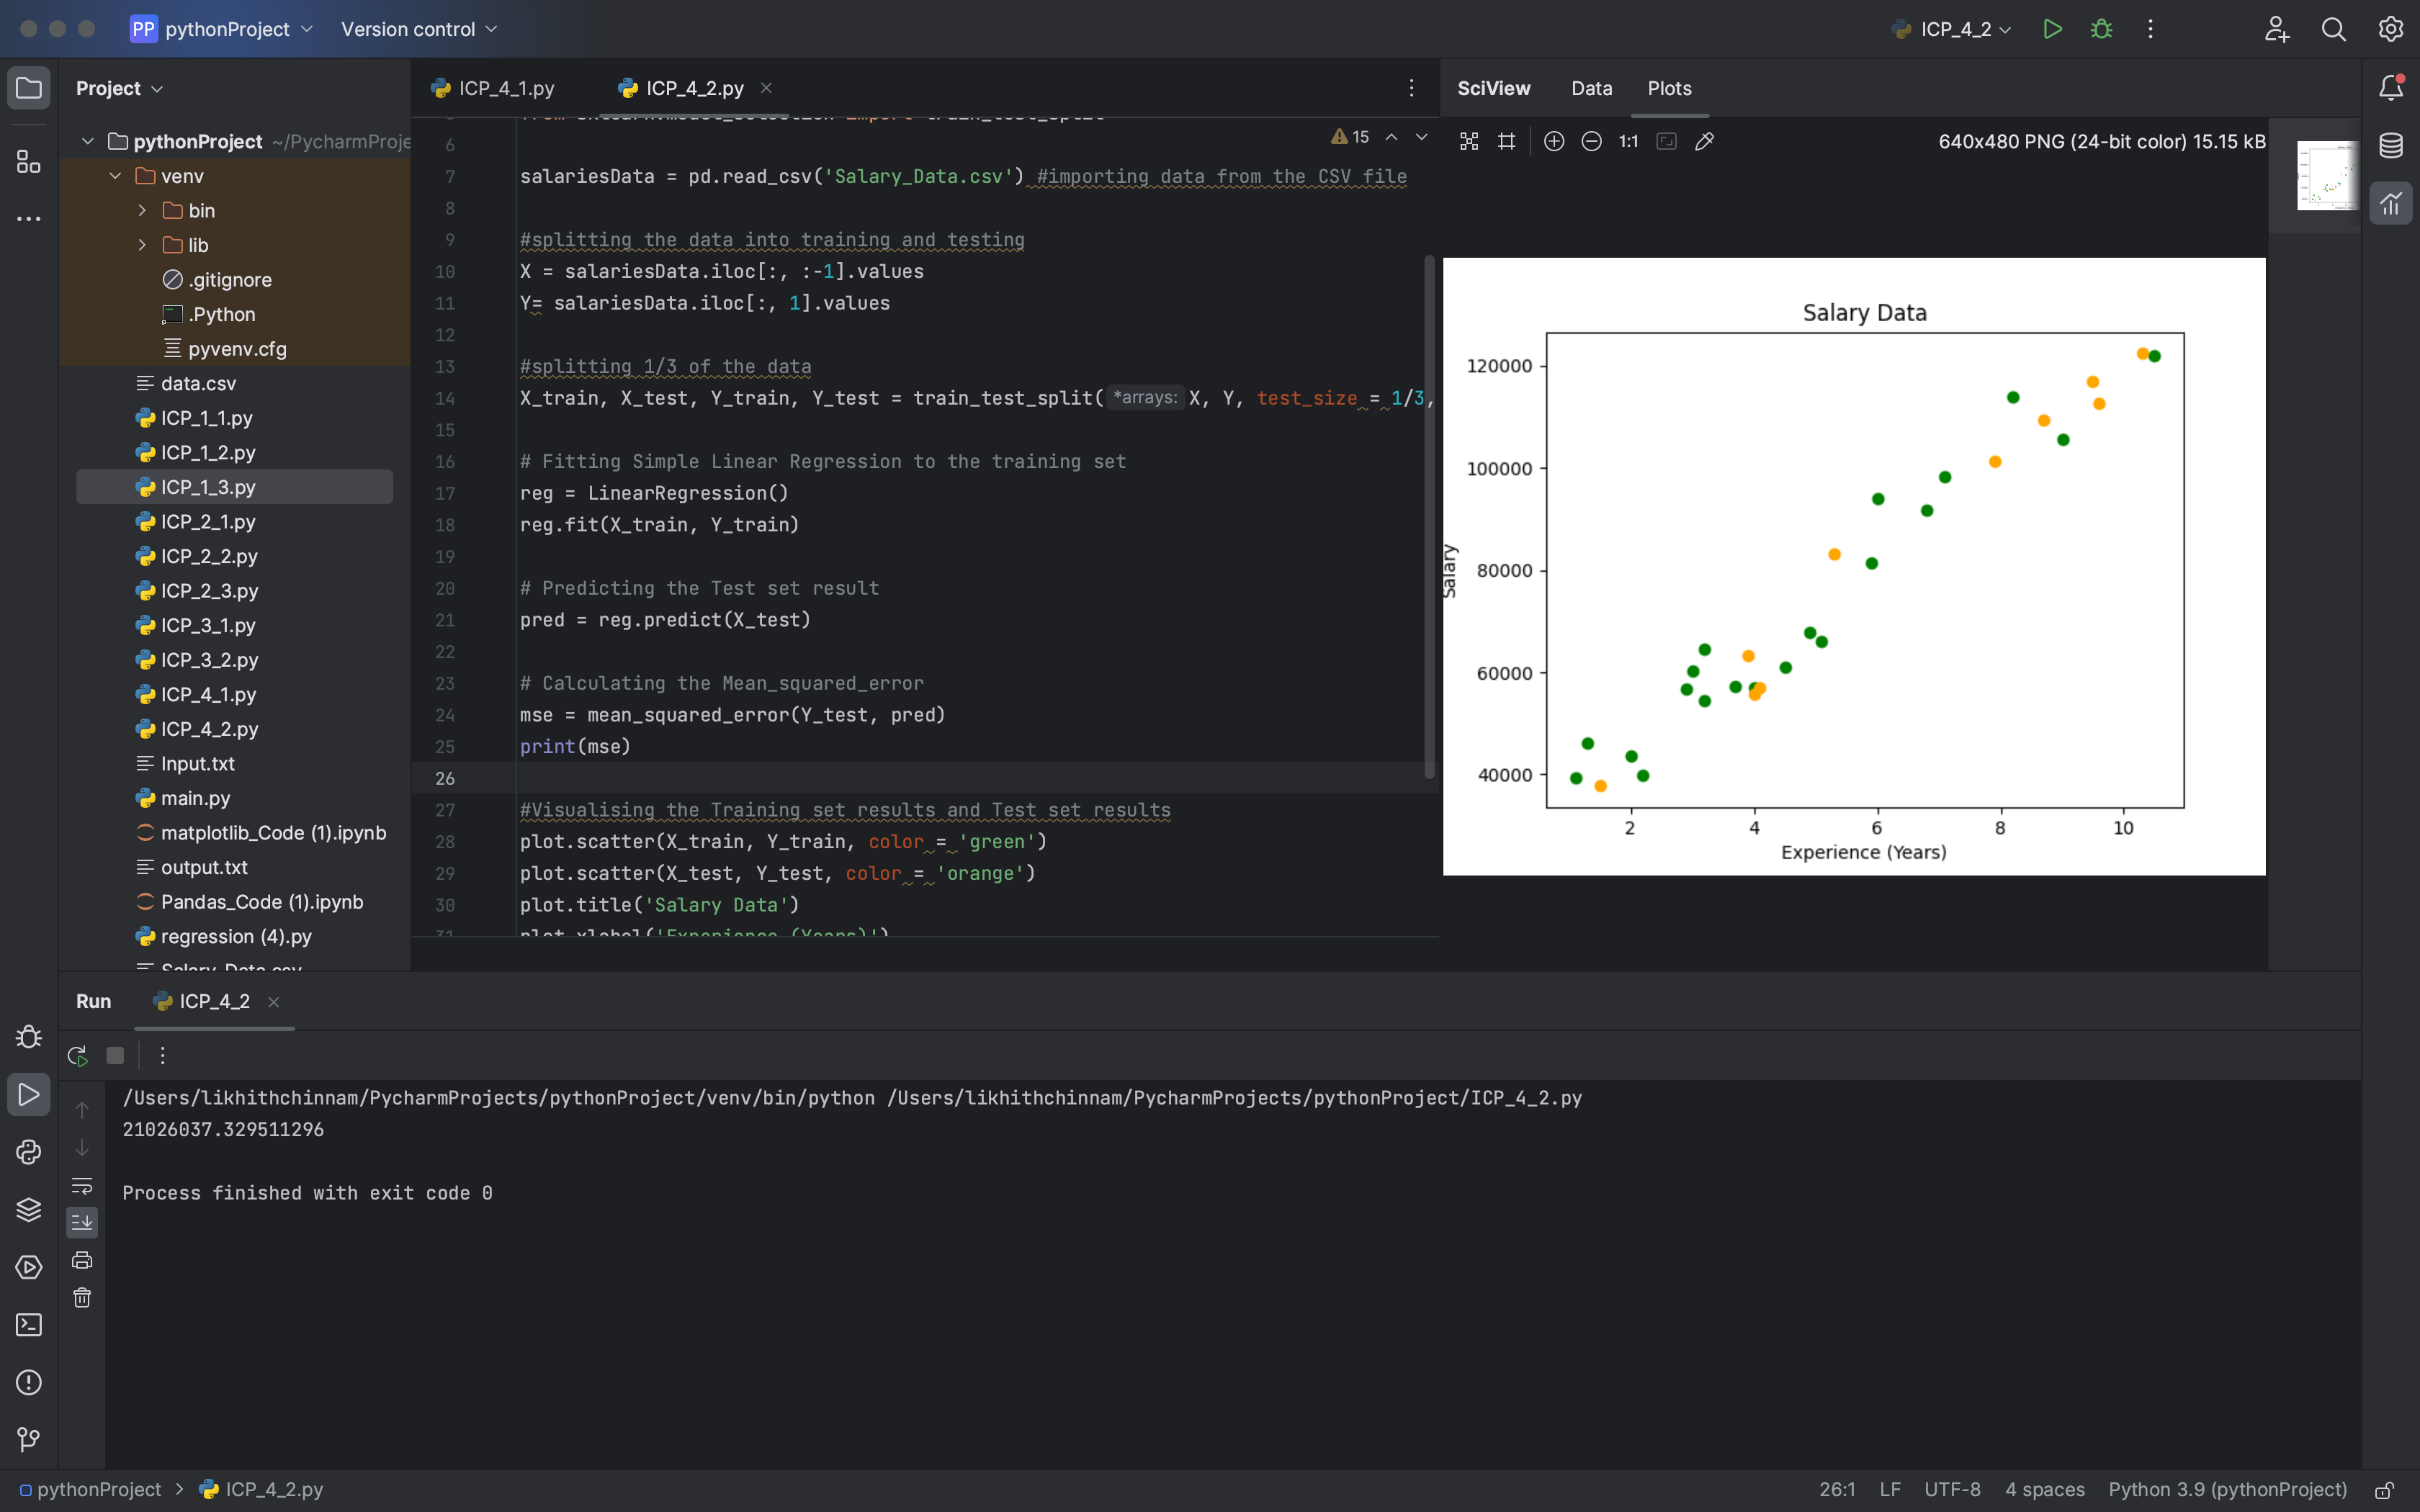 PP pythonProject Version control
ICP_4_2
Project
ICP_4_1.py
ICP_4_2.py
SciView Data Plots
pythonProject ~/PycharmProje
venv
bin
lib
.gitignore
.Python
pyvenv.cfg
data.csv
ICP_1_1.py
ICP_1_2.py
ICP_1_3.py
ICP_2_1.py
ICP_2_2.py
ICP_2_3.py
ICP_3_1.py
ICP_3_2.py
ICP_4_1.py
ICP_4_2.py
Input.txt
main.py
matplotlib_Code (1).ipynb
output.txt
Pandas_Code (1).ipynb
regression (4).py
Salary_Data.csv
15
from sklearn.model_selection import train_test_split
6
7 salariesData = pd.read_csv('Salary_Data.csv') #importing data from the CSV file
8
9 #splitting the data into training and testing
10 X = salariesData.iloc[:, :-1].values
11 Y= salariesData.iloc[:, 1].values
12
13 #splitting 1/3 of the data
14 X_train, X_test, Y_train, Y_test = train_test_split( *arrays: X, Y, test_size = 1/3,
15
16 # Fitting Simple Linear Regression to the training set
17 reg = LinearRegression()
18 reg.fit(X_train, Y_train)
19
20 # Predicting the Test set result
21 pred = reg.predict(X_test)
22
23 # Calculating the Mean_squared_error
24 mse = mean_squared_error(Y_test, pred)
25 print(mse)
26
27 #Visualising the Training set results and Test set results
28 plot.scatter(X_train, Y_train, color = 'green')
29 plot.scatter(X_test, Y_test, color = 'orange')
30 plot.title('Salary Data')
31 plot.xlabel('Experience (Years)')
1:1
640x480 PNG (24-bit color) 15.15 kB
Salary Data
120000
100000
80000
60000
40000
Salary
2 4 6 8 10
Experience (Years)
Run ICP_4_2
/Users/likhithchinnam/PycharmProjects/pythonProject/venv/bin/python /Users/likhithchinnam/PycharmProjects/pythonProject/ICP_4_2.py
21026037.329511296
Process finished with exit code 0
pythonProject > ICP_4_2.py
26:1 LF UTF-8 4 spaces Python 3.9 (pythonProject)